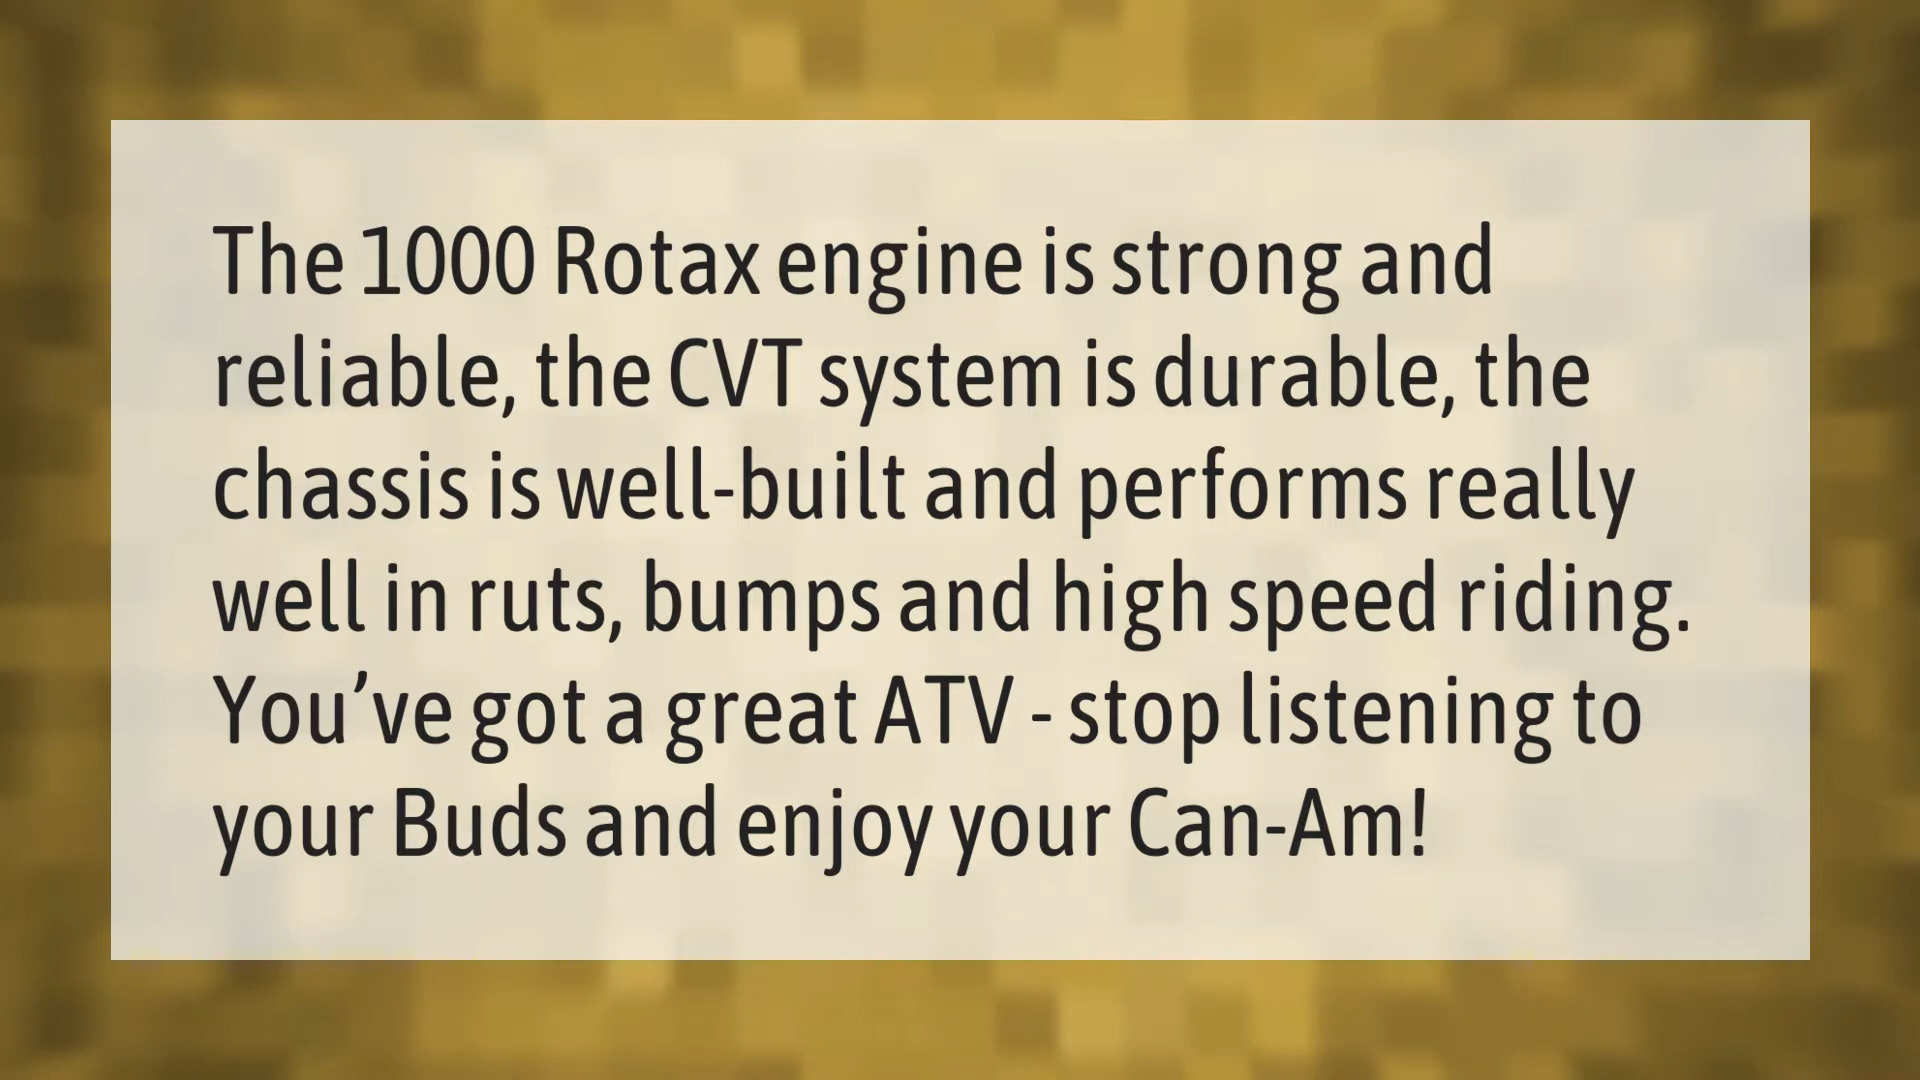 The 1000 Rotax engine is strong and
reliable, the CVT system is durable, the
chassis is well-built and performs really
well in ruts, bumps and high speed riding.
You’ve got a great ATV - stop listening to
your Buds and enjoy your Can-Am!